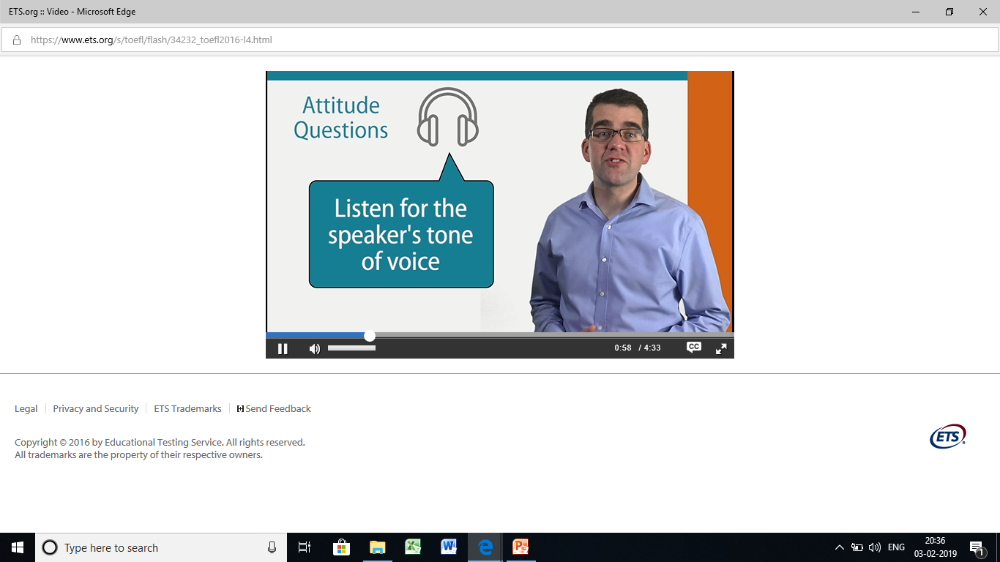 ETS.org :: Video - Microsoft Edge
https://www.ets.org/s/toefl/flash/34232_toefl2016-l4.html
Attitude
Questions
Listen for the
speaker's tone
of voice
0:58 / 4:33
CC
Legal Privacy and Security ETS Trademarks [+] Send Feedback
Copyright © 2016 by Educational Testing Service. All rights reserved.
All trademarks are the property of their respective owners.
ETS®
Type here to search
ENG
20:36
03-02-2019
1